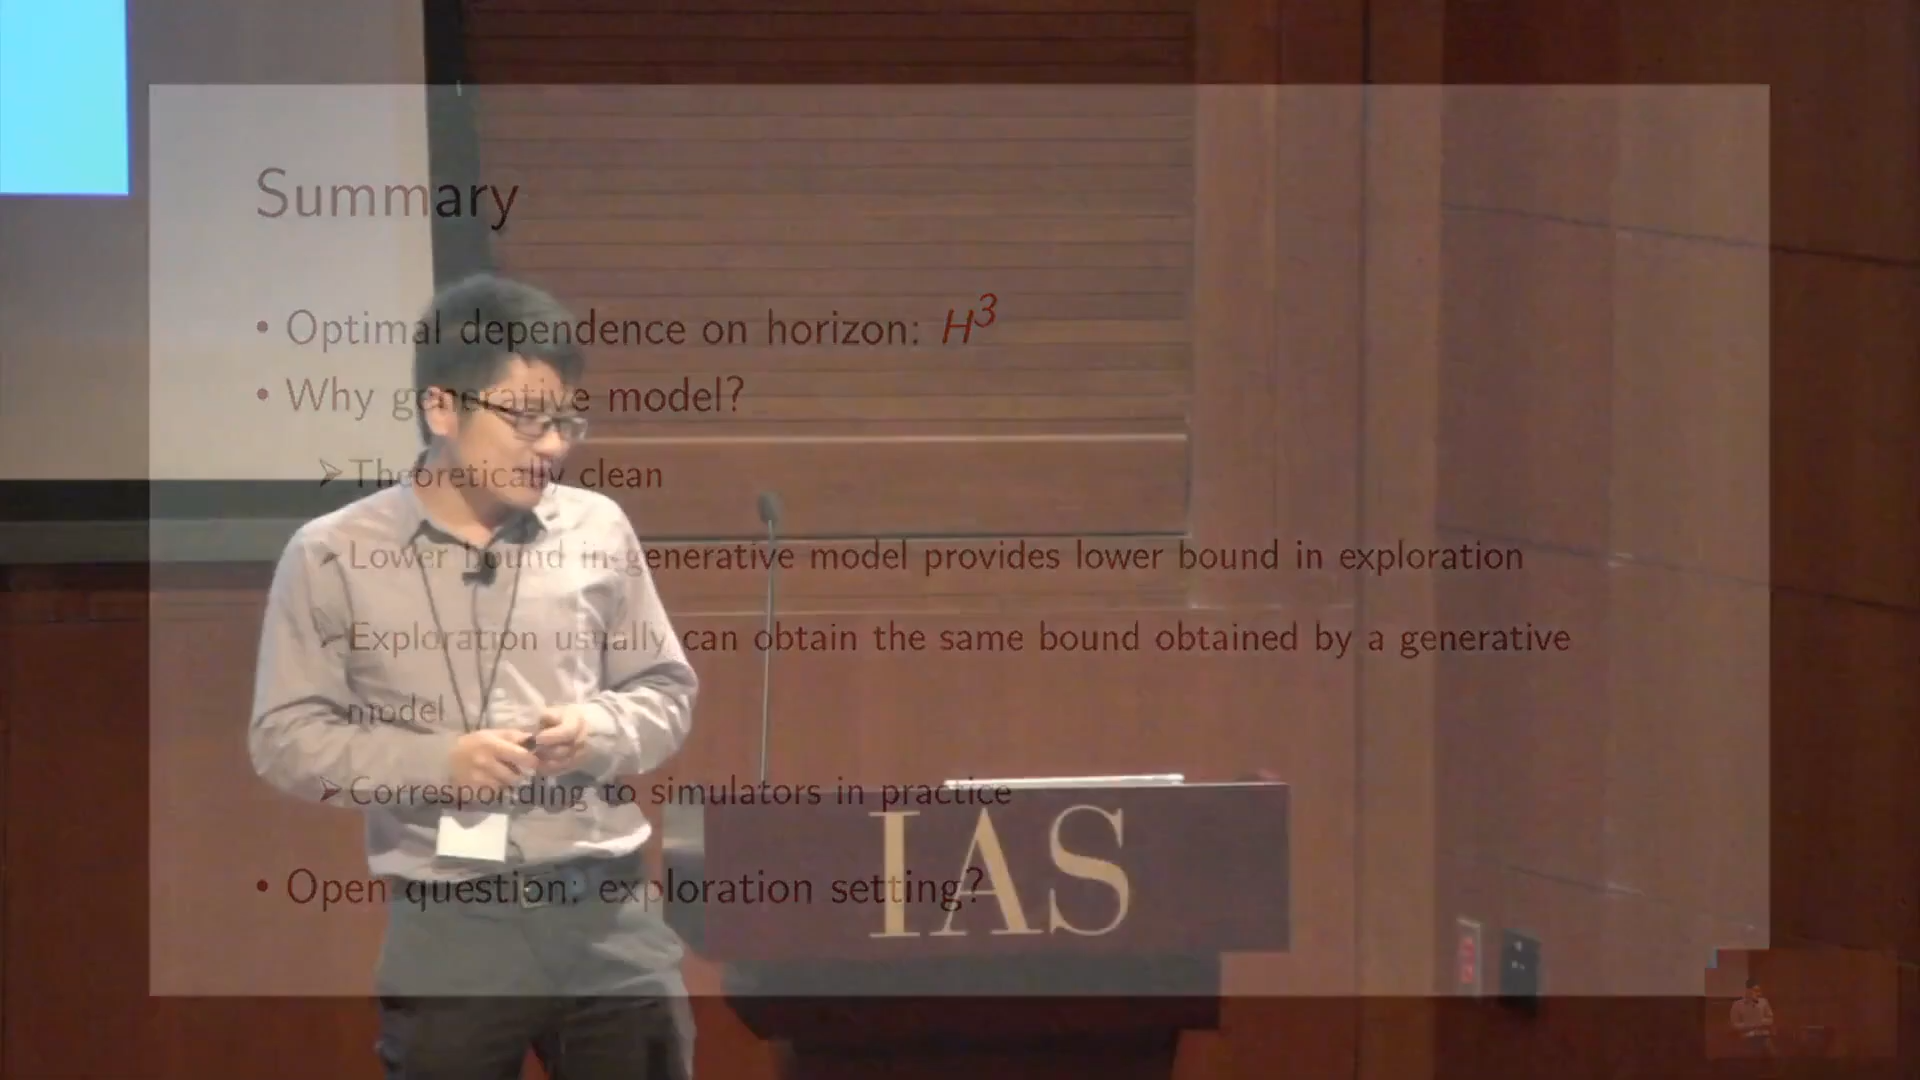 Summary
• Optimal dependence on horizon: H³
• Why generative model?
➢Theoretically clean
➢Lower bound in generative model provides lower bound in exploration
➢Exploration usually can obtain the same bound obtained by a generative
model
➢Corresponding to simulators in practice
• Open question: exploration setting?
IAS